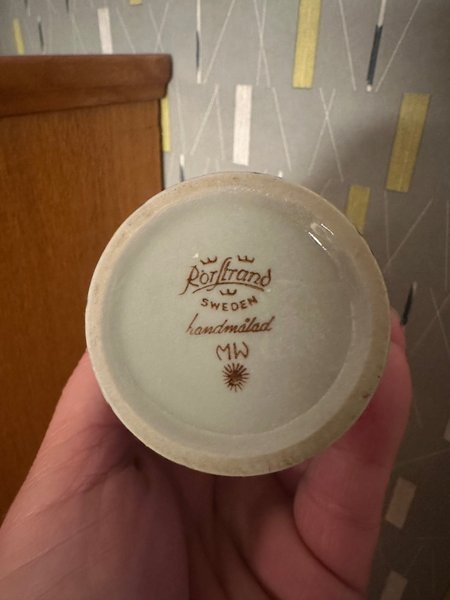 RörStrand
SWEDEN
handmålad
MW